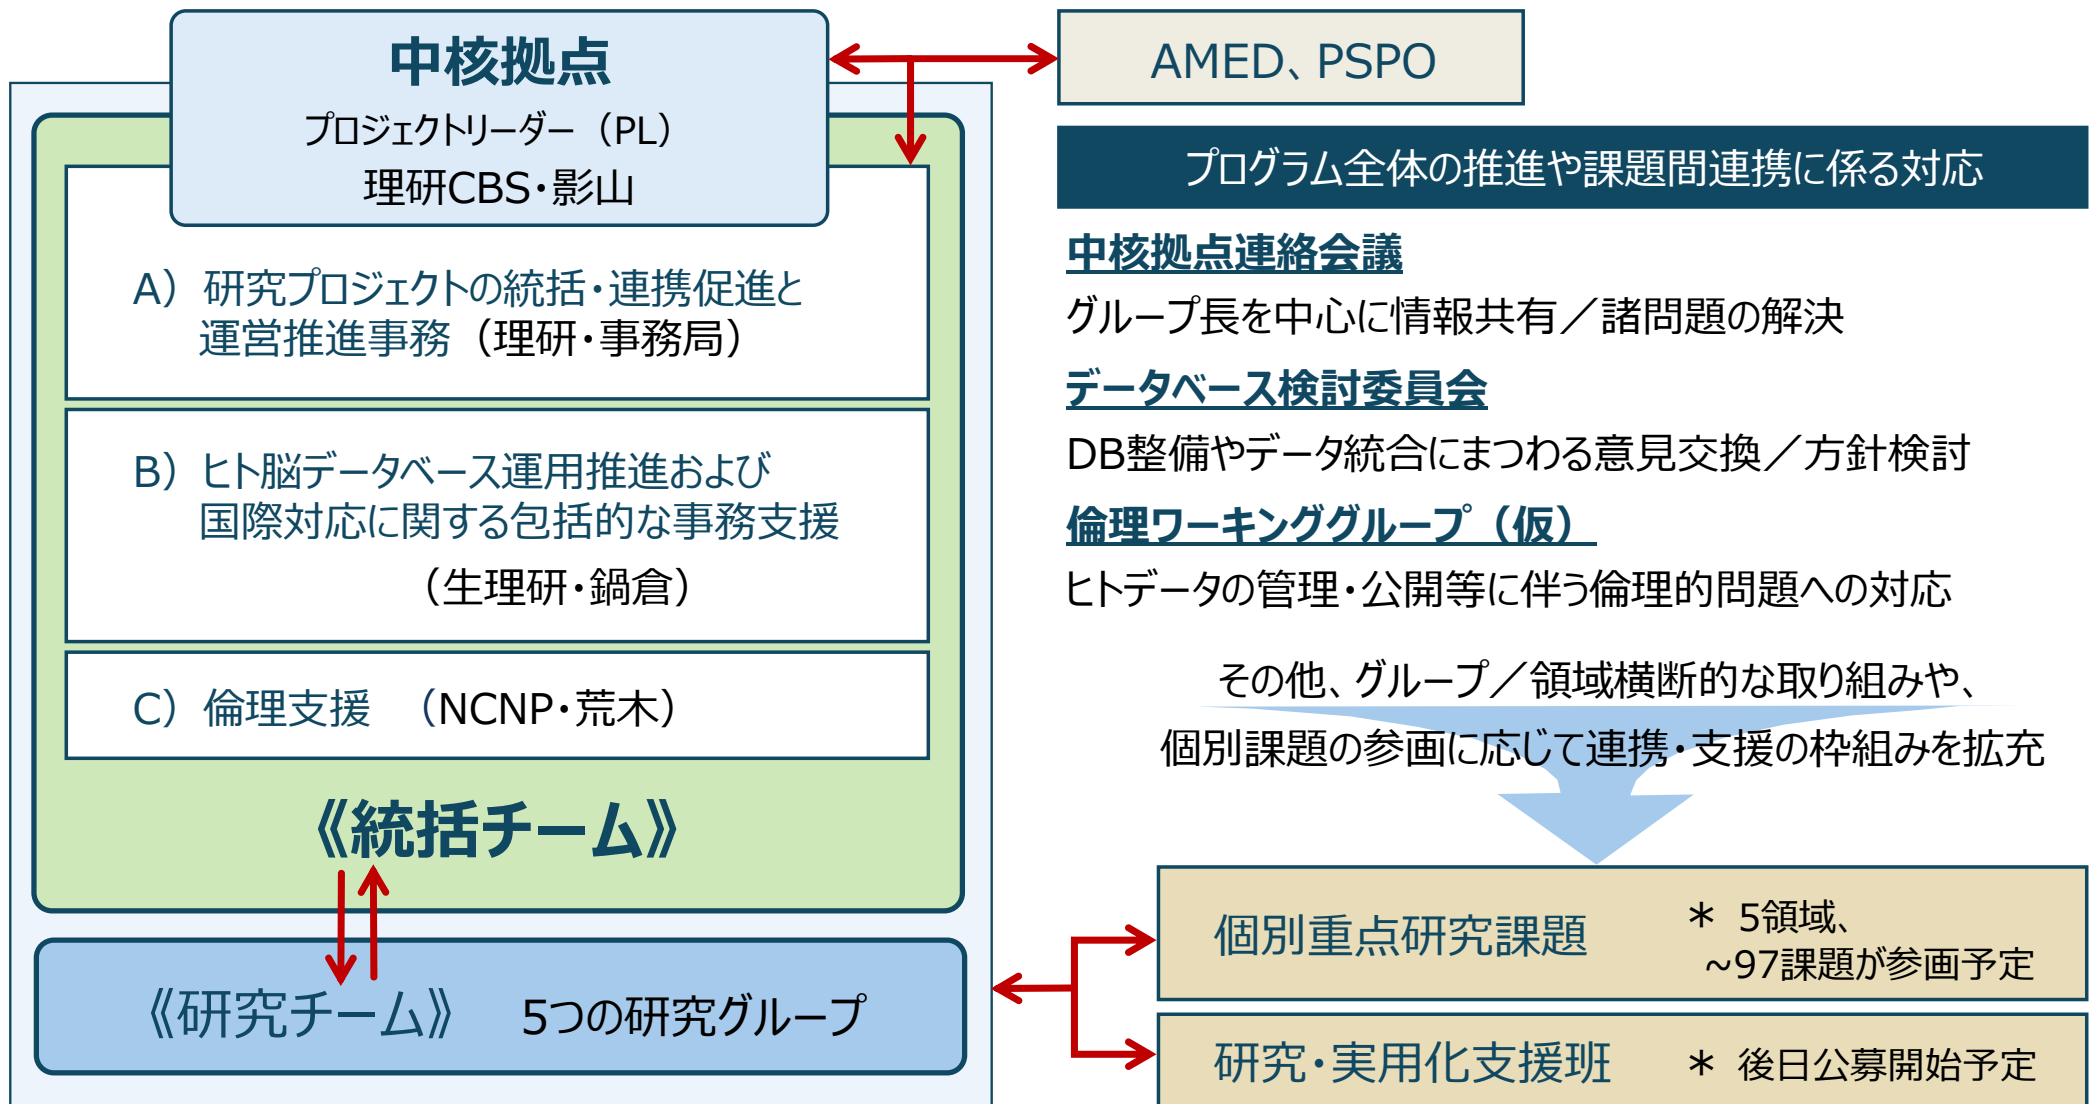 中核拠点
プロジェクトリーダー（PL）
理研CBS・影山
A）研究プロジェクトの統括・連携促進と
運営推進事務（理研・事務局）
B）ヒト脳データベース運用推進および
国際対応に関する包括的な事務支援
（生理研・鍋倉）
C）倫理支援　（NCNP・荒木）
《統括チーム》
《研究チーム》　5つの研究グループ
AMED、PSPO
プログラム全体の推進や課題間連携に係る対応
中核拠点連絡会議
グループ長を中心に情報共有／諸問題の解決
データベース検討委員会
DB整備やデータ統合にまつわる意見交換／方針検討
倫理ワーキンググループ（仮）
ヒトデータの管理・公開等に伴う倫理的問題への対応
その他、グループ／領域横断的な取り組みや、
個別課題の参画に応じて連携・支援の枠組みを拡充
個別重点研究課題
＊ 5領域、
~97課題が参画予定
研究・実用化支援班　＊ 後日公募開始予定